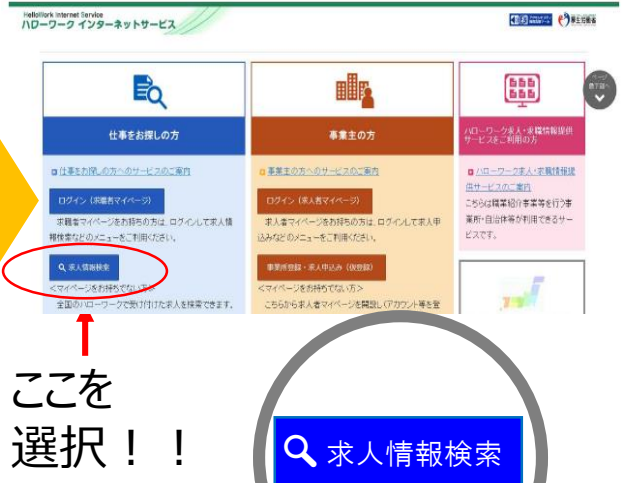 HelloWork Internet Service
ハローワーク インターネットサービス
厚生労働省
ページ
最下部へ
仕事をお探しの方
事業主の方
ハローワーク求人・求職情報提供
サービスをご利用の方
仕事をお探しの方へのサービスのご案内
ログイン（求職者マイページ）
求職者マイページをお持ちの方は、ログインして求人情
報検索などのメニューをご利用ください。
求人情報検索
<マイページをお持ちでない方>
全国のハローワークで受け付けた求人を検索できます。
事業主の方へのサービスのご案内
ログイン（求人者マイページ）
求人者マイページをお持ちの方は、ログインして求人申
込みなどのメニューをご利用ください。
事業所登録・求人申込み（仮登録）
<マイページをお持ちでない方>
こちらから求人者マイページを開設し（アカウント等を登
ハローワーク求人・求職情報提
供サービスのご案内
こちらは職業紹介事業等を行う事
業所・自治体等が利用できるサー
ビスです。
ここを
選択！！
求人情報検索